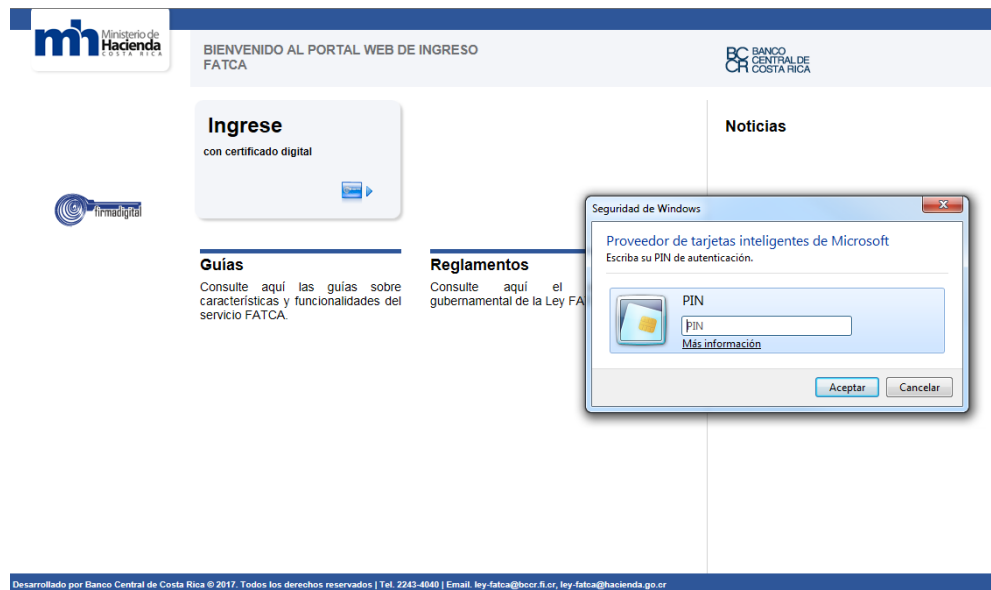 Ministerio de
Hacienda
COSTA RICA
BIENVENIDO AL PORTAL WEB DE INGRESO
FATCA
BANCO
CENTRAL DE
COSTA RICA
Ingrese
con certificado digital
Noticias
firmadigital
Guías
Consulte aquí las guías sobre
características y funcionalidades del
servicio FATCA.
Reglamentos
Consulte aquí el
gubernamental de la Ley FA
Seguridad de Windows
Proveedor de tarjetas inteligentes de Microsoft
Escriba su PIN de autenticación.
PIN
PIN
Más información
Aceptar
Cancelar
Desarrollado por Banco Central de Costa Rica © 2017. Todos los derechos reservados | Tel. 2243-4040 | Email. ley-fatca@bccr.fi.cr, ley-fatca@hacienda.go.cr